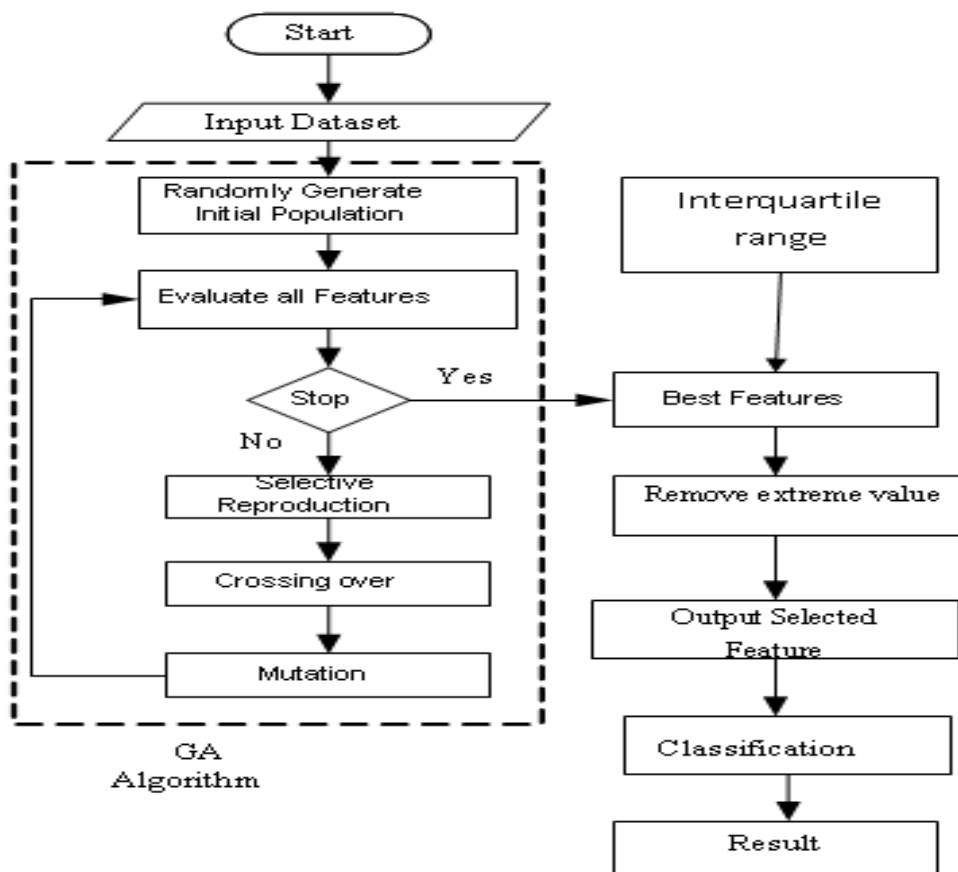 Start
Input Dataset
Randomly Generate
Initial Population
Evaluate all Features
Stop
Yes
No
Selective
Reproduction
Crossing over
Mutation
GA
Algorithm
Interquartile
range
Best Features
Remove extreme value
Output Selected
Feature
Classification
Result